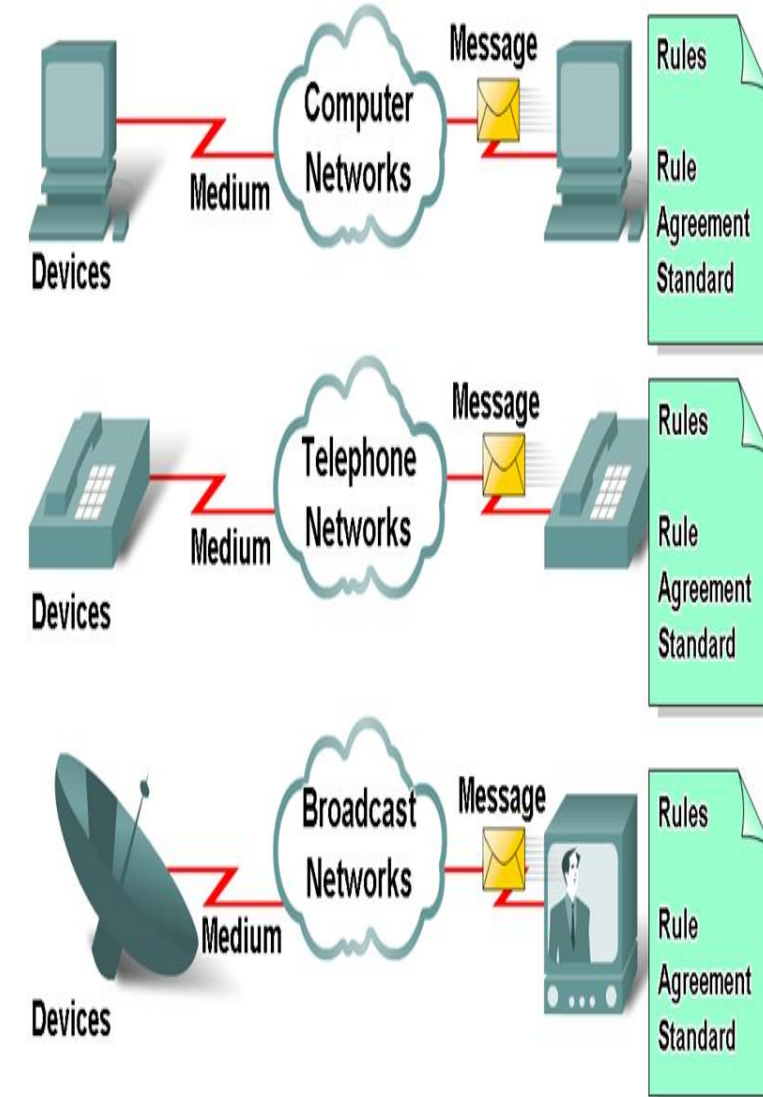 Message
Rules
Computer
Networks
Medium
Rule
Agreement
Standard
Devices
Message
Rules
Telephone
Networks
Medium
Rule
Agreement
Standard
Devices
Message
Rules
Broadcast
Networks
Medium
Rule
Agreement
Standard
Devices